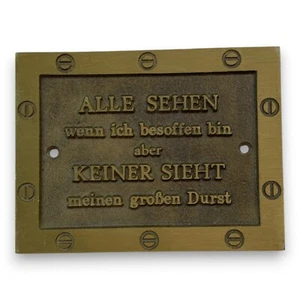 ALLE SEHEN
wenn ich besoffen bin
aber
KEINER SIEHT
meinen großen Durst